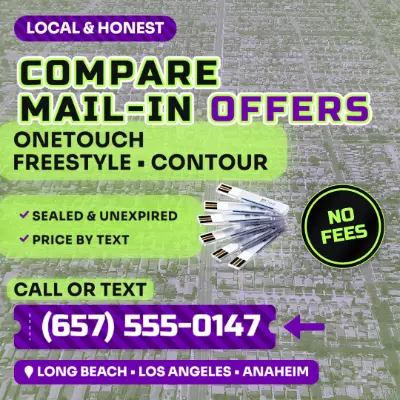 LOCAL & HONEST
COMPARE
MAIL-IN OFFERS
ONETOUCH
FREESTYLE • CONTOUR
SEALED & UNEXPIRED
PRICE BY TEXT
NO
FEES
CALL OR TEXT
(657) 555-0147
LONG BEACH • LOS ANGELES • ANAHEIM